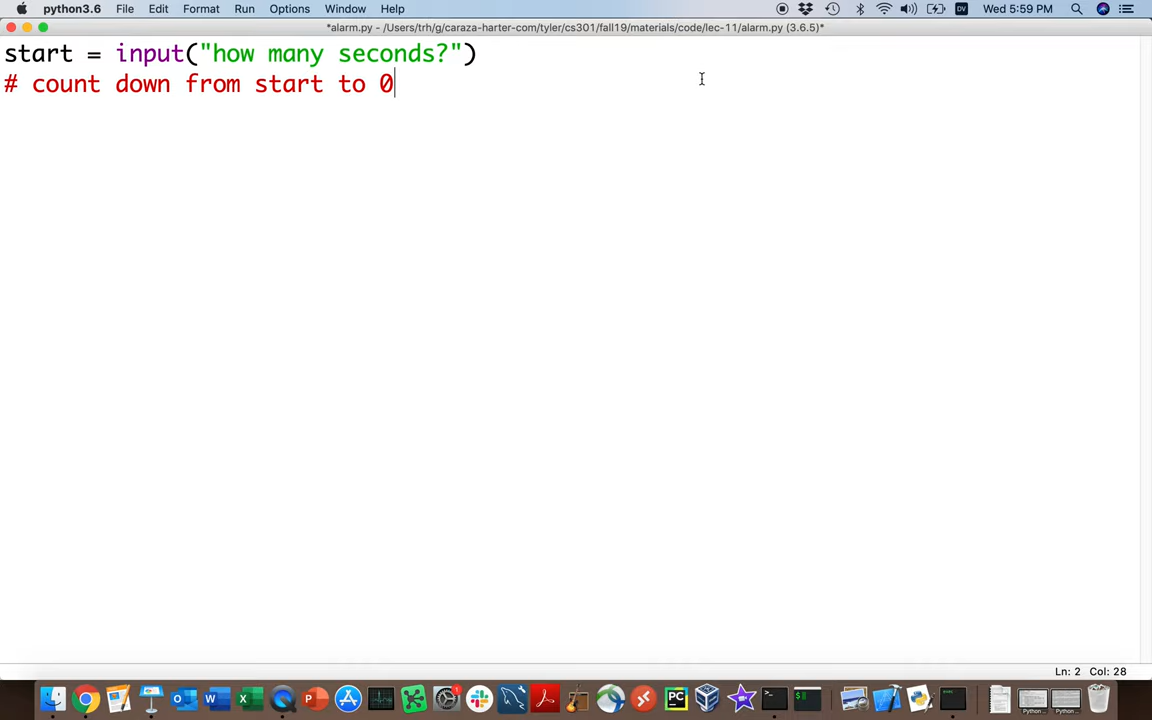 python3.6 File Edit Format Run Options Window Help DV Wed 5:59 PM
*alarm.py - /Users/trh/g/caraza-harter-com/tyler/cs301/fall19/materials/code/lec-11/alarm.py (3.6.5)*
start = input("how many seconds?")
# count down from start to 0
Ln: 2 Col: 28